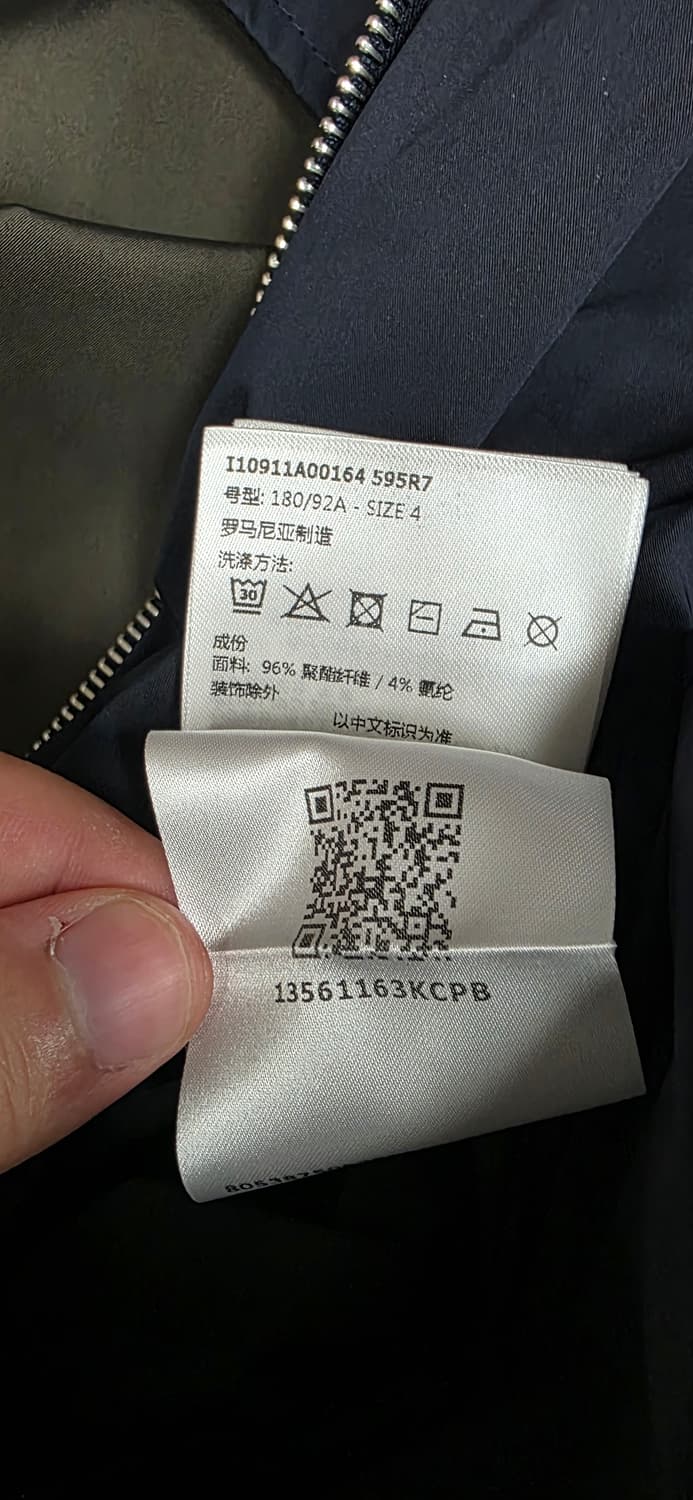 I10911A00164 595R7
号型: 180/92A - SIZE 4
罗马尼亚制造
洗涤方法:
30
成份
面料: 96% 聚酯纤维 / 4% 氨纶
装饰除外
以中文标识为准
13561163KCPB